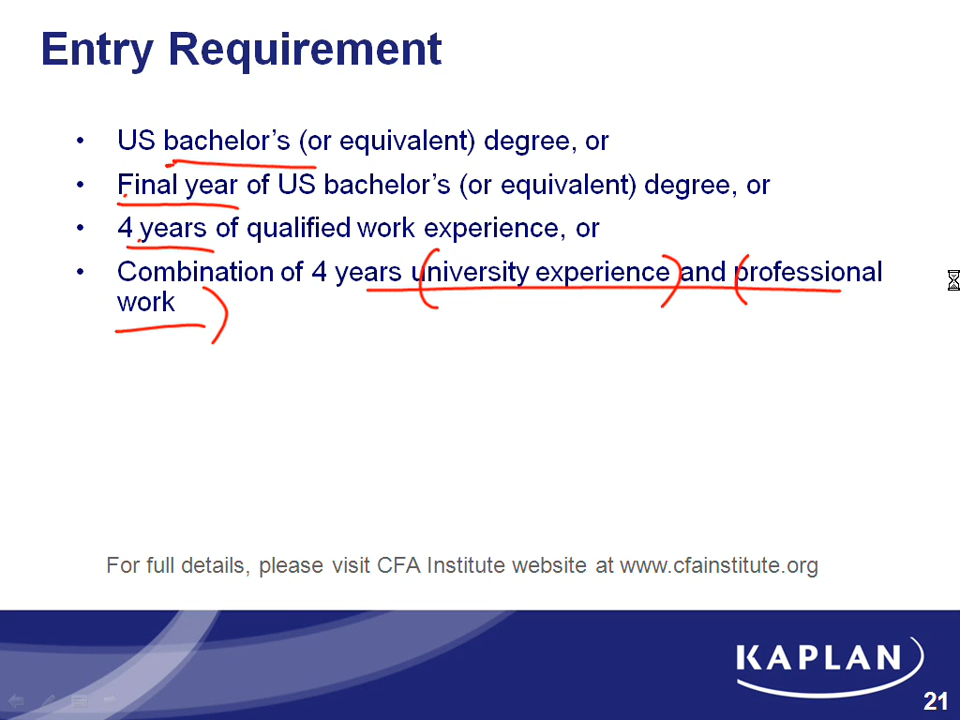 Entry Requirement
• US bachelor’s (or equivalent) degree, or
• Final year of US bachelor’s (or equivalent) degree, or
• 4 years of qualified work experience, or
• Combination of 4 years university experience and professional
work
For full details, please visit CFA Institute website at www.cfainstitute.org
KAPLAN
21